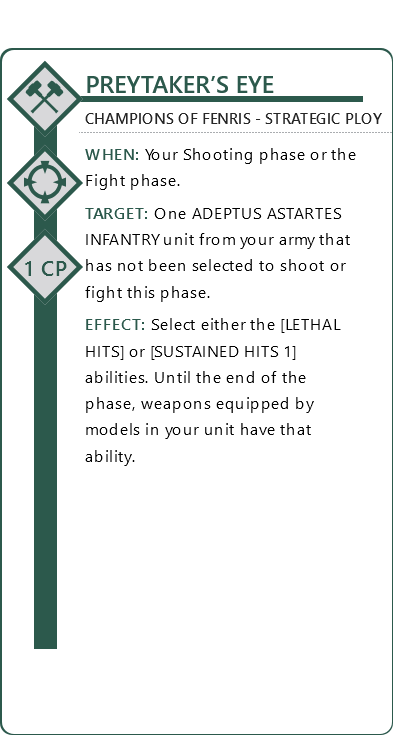 PREYTAKER’S EYE
CHAMPIONS OF FENRIS - STRATEGIC PLOY
WHEN: Your Shooting phase or the
Fight phase.
TARGET: One ADEPTUS ASTARTES
INFANTRY unit from your army that
has not been selected to shoot or
fight this phase.
1 CP
EFFECT: Select either the [LETHAL
HITS] or [SUSTAINED HITS 1]
abilities. Until the end of the
phase, weapons equipped by
models in your unit have that
ability.